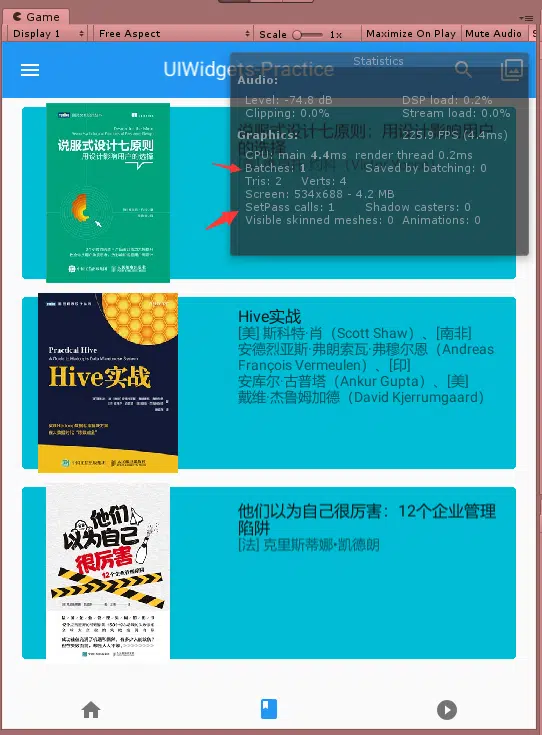 Game
Display 1
Free Aspect
Scale
1x
Maximize On Play
Mute Audio
UIWidgets-Practice
Statistics
Audio:
Level: -74.8 dB
DSP load: 0.2%
Clipping: 0.0%
Stream load: 0.0%
Graphics:
225.9 FPS (4.4ms)
CPU: main 4.4ms render thread 0.2ms
Batches: 1
Saved by batching: 0
Tris: 2
Verts: 4
Screen: 534x688 - 4.2 MB
SetPass calls: 1
Shadow casters: 0
Visible skinned meshes: 0
Animations: 0
说服式设计七原则
用设计影响用户的选择
说服式设计七原则：用设计影响用户
的选择
Practical Hive
Hive实战
Hive实战
[美] 斯科特·肖（Scott Shaw）、[南非]
安德烈亚斯·弗朗索瓦·弗穆尔恩（Andreas
François Vermeulen）、[印]
安库尔·古普塔（Ankur Gupta）、[美]
戴维·杰鲁姆加德（David Kjerrumgaard）
他们
以为自己
很厉害
12个企业管理陷阱
他们以为自己很厉害：12个企业管理
陷阱
[法] 克里斯蒂娜•凯德朗